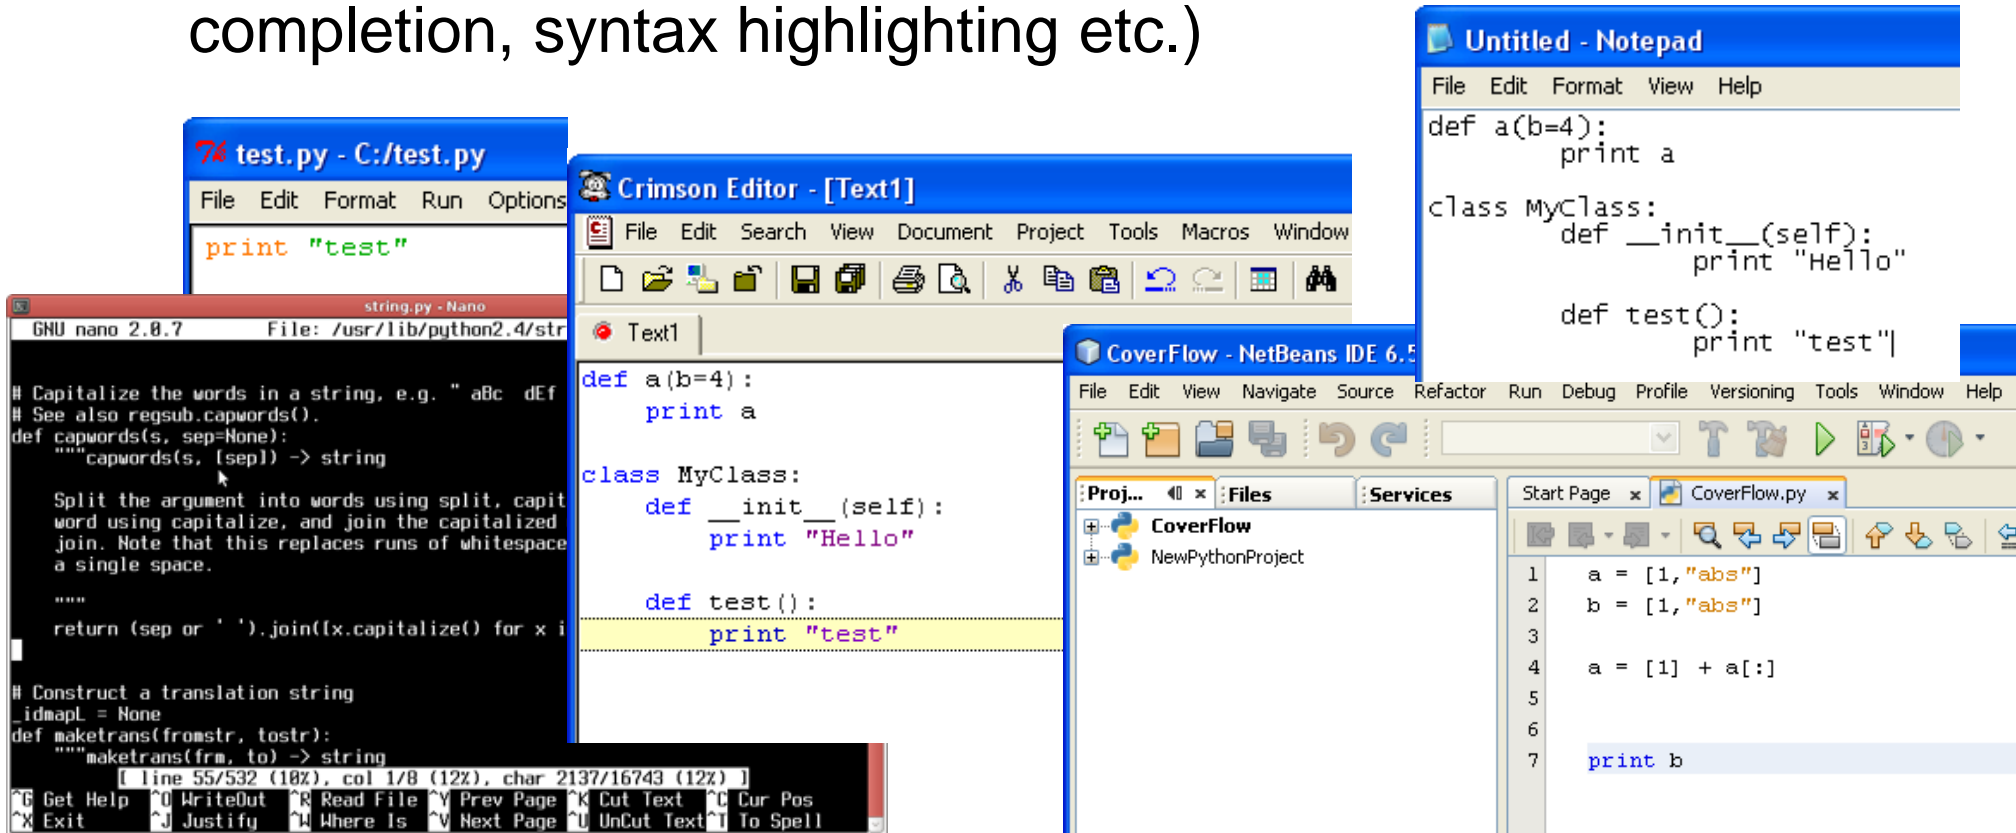 completion, syntax highlighting etc.)
Untitled - Notepad
File Edit Format View Help
def a(b=4):
print a
class MyClass:
def __init__(self):
print "Hello"
def test():
print "test"
test.py - C:/test.py
File Edit Format Run Options
print "test"
Crimson Editor - [Text1]
File Edit Search View Document Project Tools Macros Window
Text1
def a(b=4):
print a
class MyClass:
def __init__(self):
print "Hello"
def test():
print "test"
string.py - Nano
GNU nano 2.0.7 File: /usr/lib/python2.4/str
# Capitalize the words in a string, e.g. " aBc dEf
# See also regsub.capwords().
def capwords(s, sep=None):
"""capwords(s, [sep]) -> string
Split the argument into words using split, capit
word using capitalize, and join the capitalized
join. Note that this replaces runs of whitespace
a single space.
"""
return (sep or ' ').join([x.capitalize() for x i
# Construct a translation string
_idmapL = None
def maketrans(fromstr, tostr):
"""maketrans(frm, to) -> string
[ line 55/532 (10%), col 1/8 (12%), char 2137/16743 (12%) ]
^G Get Help ^O WriteOut ^R Read File ^Y Prev Page ^K Cut Text ^C Cur Pos
^X Exit ^J Justify ^W Where Is ^V Next Page ^U UnCut Text ^T To Spell
CoverFlow - NetBeans IDE 6.5
File Edit View Navigate Source Refactor Run Debug Profile Versioning Tools Window Help
Proj... Files Services
CoverFlow
NewPythonProject
Start Page CoverFlow.py
1 a = [1,"abs"]
2 b = [1,"abs"]
3
4 a = [1] + a[:]
5
6
7 print b